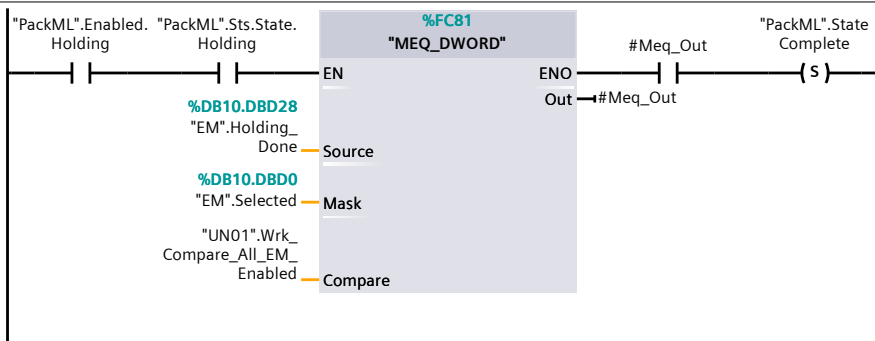 "PackML".Enabled.
Holding
"PackML".Sts.State.
Holding
%FC81
"MEQ_DWORD"
#Meq_Out
"PackML".State
Complete
EN
ENO
S
Out
#Meq_Out
%DB10.DBD28
"EM".Holding_
Done
Source
%DB10.DBD0
"EM".Selected
Mask
"UN01".Wrk_
Compare_All_EM_
Enabled
Compare